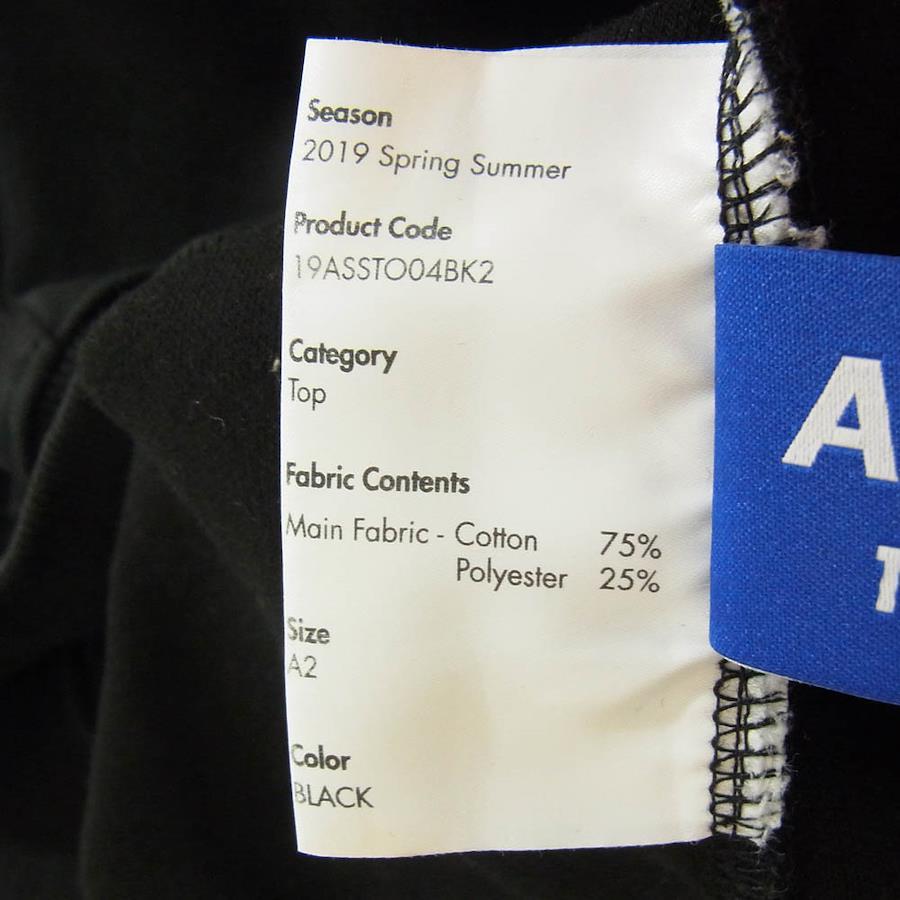 Season
2019 Spring Summer
Product Code
19ASSTO04BK2
Category
Top
Fabric Contents
Main Fabric - Cotton 75%
Polyester 25%
Size
A2
Color
BLACK
A